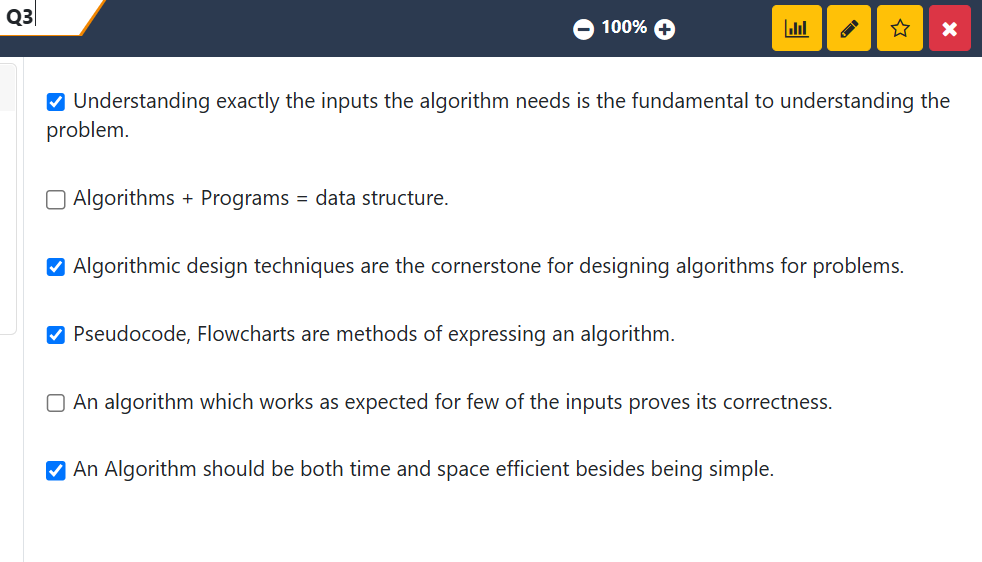 Q3
100%
Understanding exactly the inputs the algorithm needs is the fundamental to understanding the
problem.
Algorithms + Programs = data structure.
Algorithmic design techniques are the cornerstone for designing algorithms for problems.
Pseudocode, Flowcharts are methods of expressing an algorithm.
An algorithm which works as expected for few of the inputs proves its correctness.
An Algorithm should be both time and space efficient besides being simple.